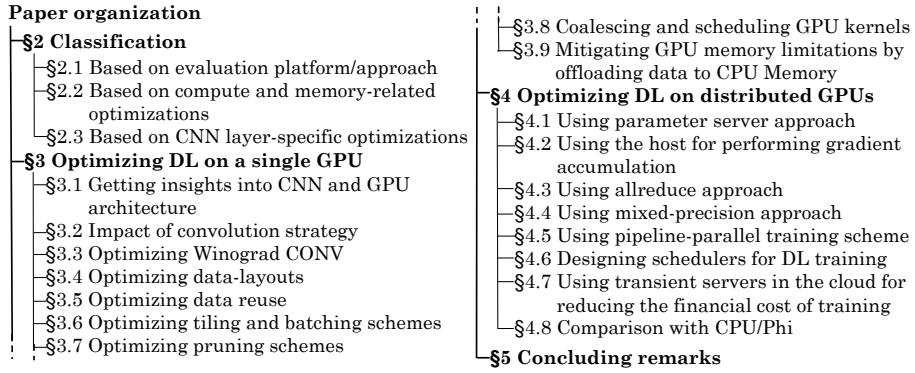 Paper organization
§2 Classification
§2.1 Based on evaluation platform/approach
§2.2 Based on compute and memory-related
optimizations
§2.3 Based on CNN layer-specific optimizations
§3 Optimizing DL on a single GPU
§3.1 Getting insights into CNN and GPU
architecture
§3.2 Impact of convolution strategy
§3.3 Optimizing Winograd CONV
§3.4 Optimizing data-layouts
§3.5 Optimizing data reuse
§3.6 Optimizing tiling and batching schemes
§3.7 Optimizing pruning schemes
§3.8 Coalescing and scheduling GPU kernels
§3.9 Mitigating GPU memory limitations by
offloading data to CPU Memory
§4 Optimizing DL on distributed GPUs
§4.1 Using parameter server approach
§4.2 Using the host for performing gradient
accumulation
§4.3 Using allreduce approach
§4.4 Using mixed-precision approach
§4.5 Using pipeline-parallel training scheme
§4.6 Designing schedulers for DL training
§4.7 Using transient servers in the cloud for
reducing the financial cost of training
§4.8 Comparison with CPU/Phi
§5 Concluding remarks